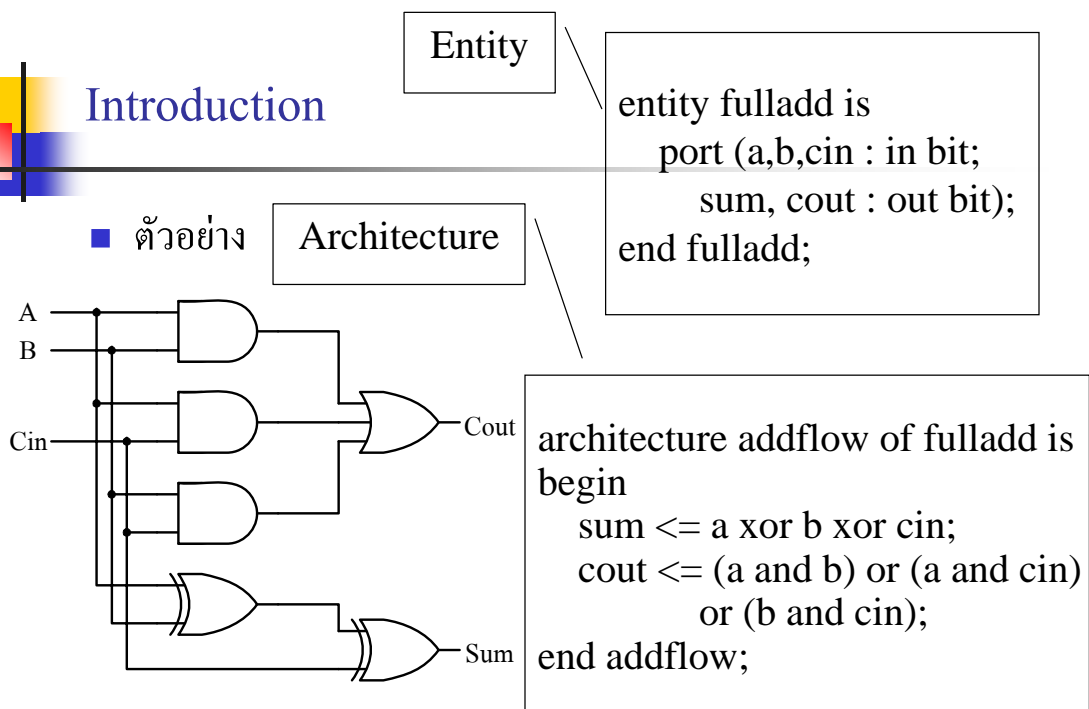 Entity
Introduction
entity fulladd is
port (a,b,cin : in bit;
sum, cout : out bit);
end fulladd;
ตัวอย่าง
Architecture
A
B
Cin
Cout
Sum
architecture addflow of fulladd is
begin
sum <= a xor b xor cin;
cout <= (a and b) or (a and cin)
or (b and cin);
end addflow;